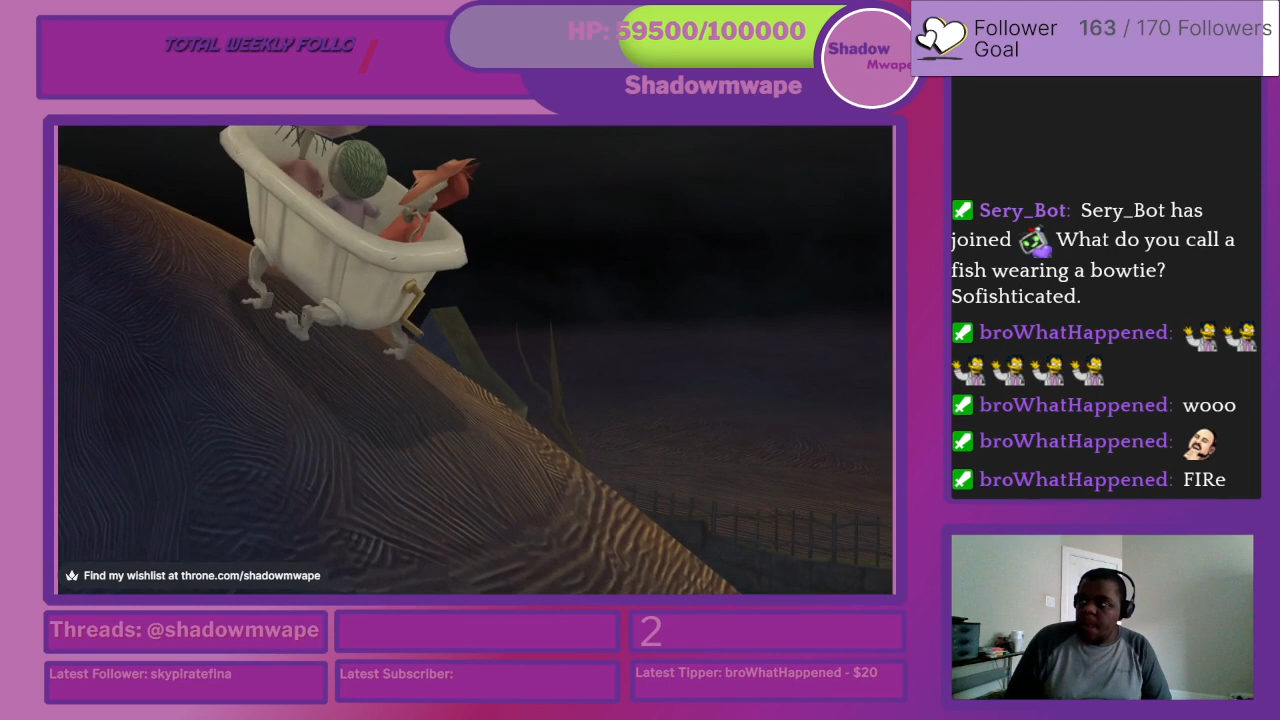 TOTAL WEEKLY FOLLO
HP: 59500/100000
Shadowmwape
Shadow
Mwape
Follower
Goal
163 / 170 Followers
Sery_Bot: Sery_Bot has
joined What do you call a
fish wearing a bowtie?
Sofishticated.
broWhatHappened:
broWhatHappened: wooo
broWhatHappened:
broWhatHappened: FIRe
Find my wishlist at throne.com/shadowmwape
Threads: @shadowmwape
2
Latest Follower: skypiratefina
Latest Subscriber:
Latest Tipper: broWhatHappened - $20